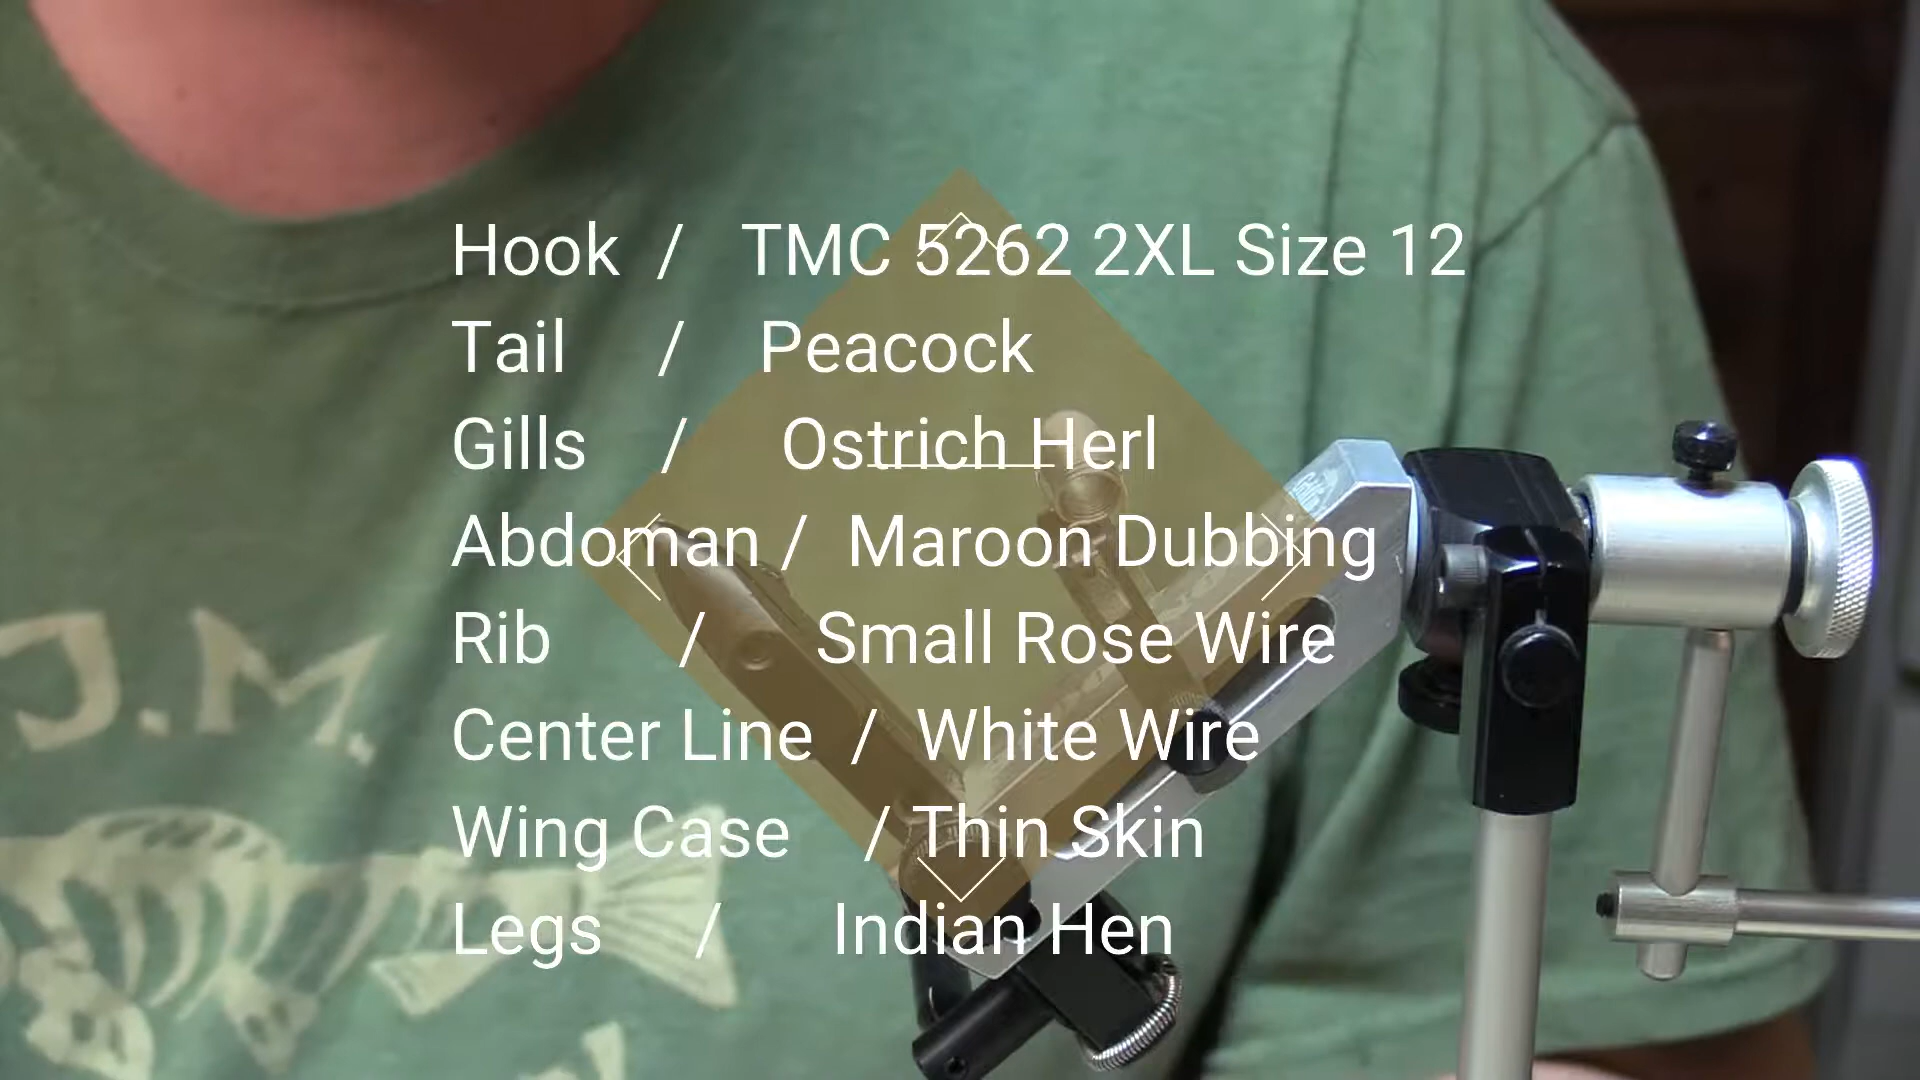 Hook / TMC 5262 2XL Size 12
Tail / Peacock
Gills / Ostrich Herl
Abdoman / Maroon Dubbing
Rib / Small Rose Wire
Center Line / White Wire
Wing Case / Thin Skin
Legs / Indian Hen
J.M.